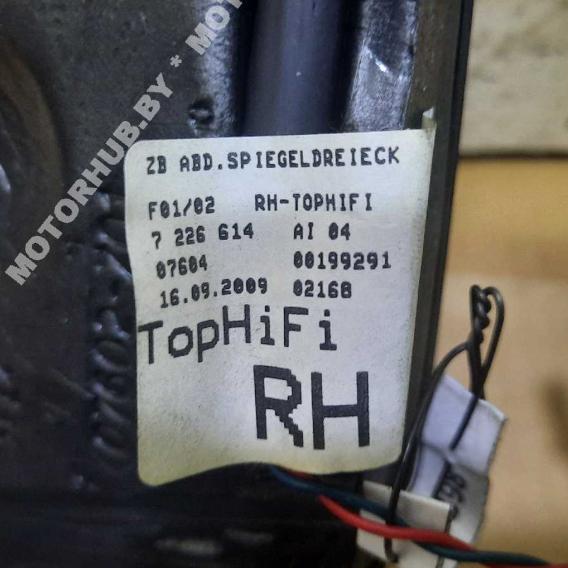 MOTORHUB.BY * MOT
ZB ABD.SPIEGELDREIECK
F01/02 RH-TOPHIFI
7 226 614 AI 04
07604 00199291
16.09.2009 02168
TopHiFi
RH